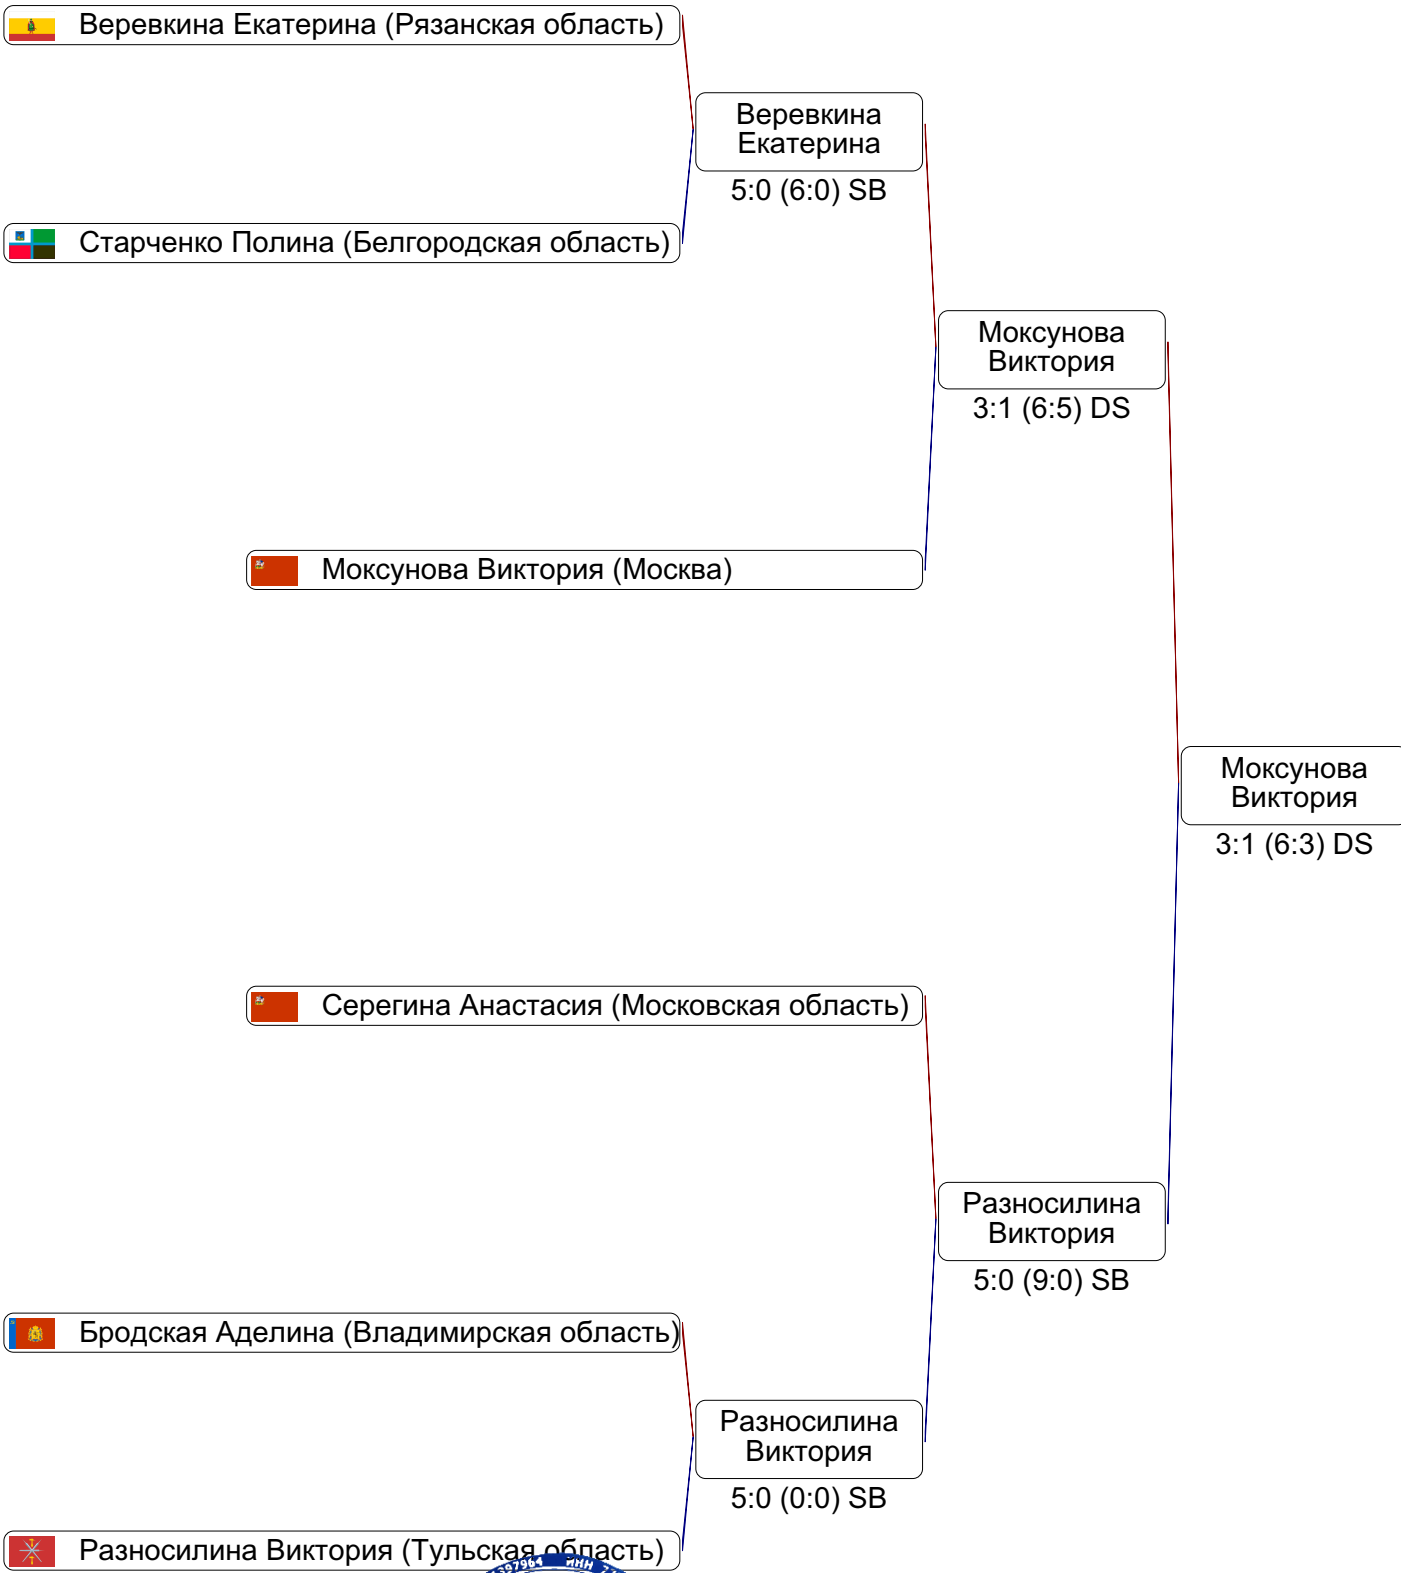 Веревкина Екатерина (Рязанская область)
Веревкина
Екатерина
5:0 (6:0) SB
Старченко Полина (Белгородская область)
Моксунова
Виктория
3:1 (6:5) DS
Моксунова Виктория (Москва)
Моксунова
Виктория
3:1 (6:3) DS
Серегина Анастасия (Московская область)
Разносилина
Виктория
5:0 (9:0) SB
Бродская Аделина (Владимирская область)
Разносилина
Виктория
5:0 (0:0) SB
Разносилина Виктория (Тульская область)